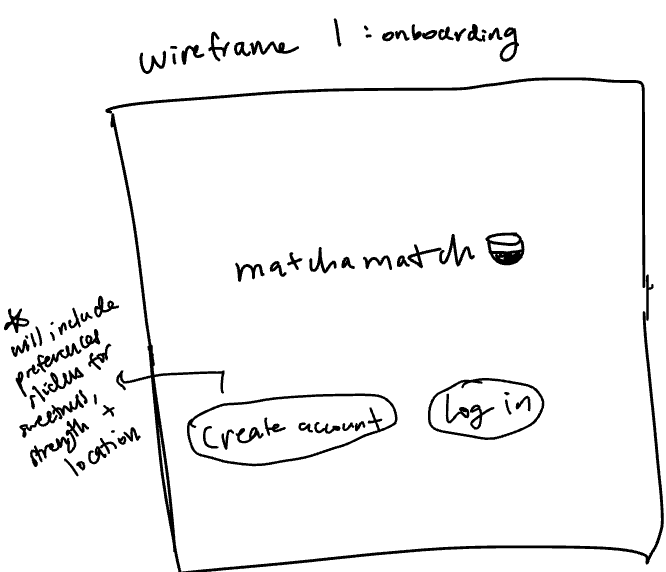 wireframe 1 : onboarding
matchamatch
* will include
preferences
sliders for
sweetness,
strength +
location
Create account
Log in